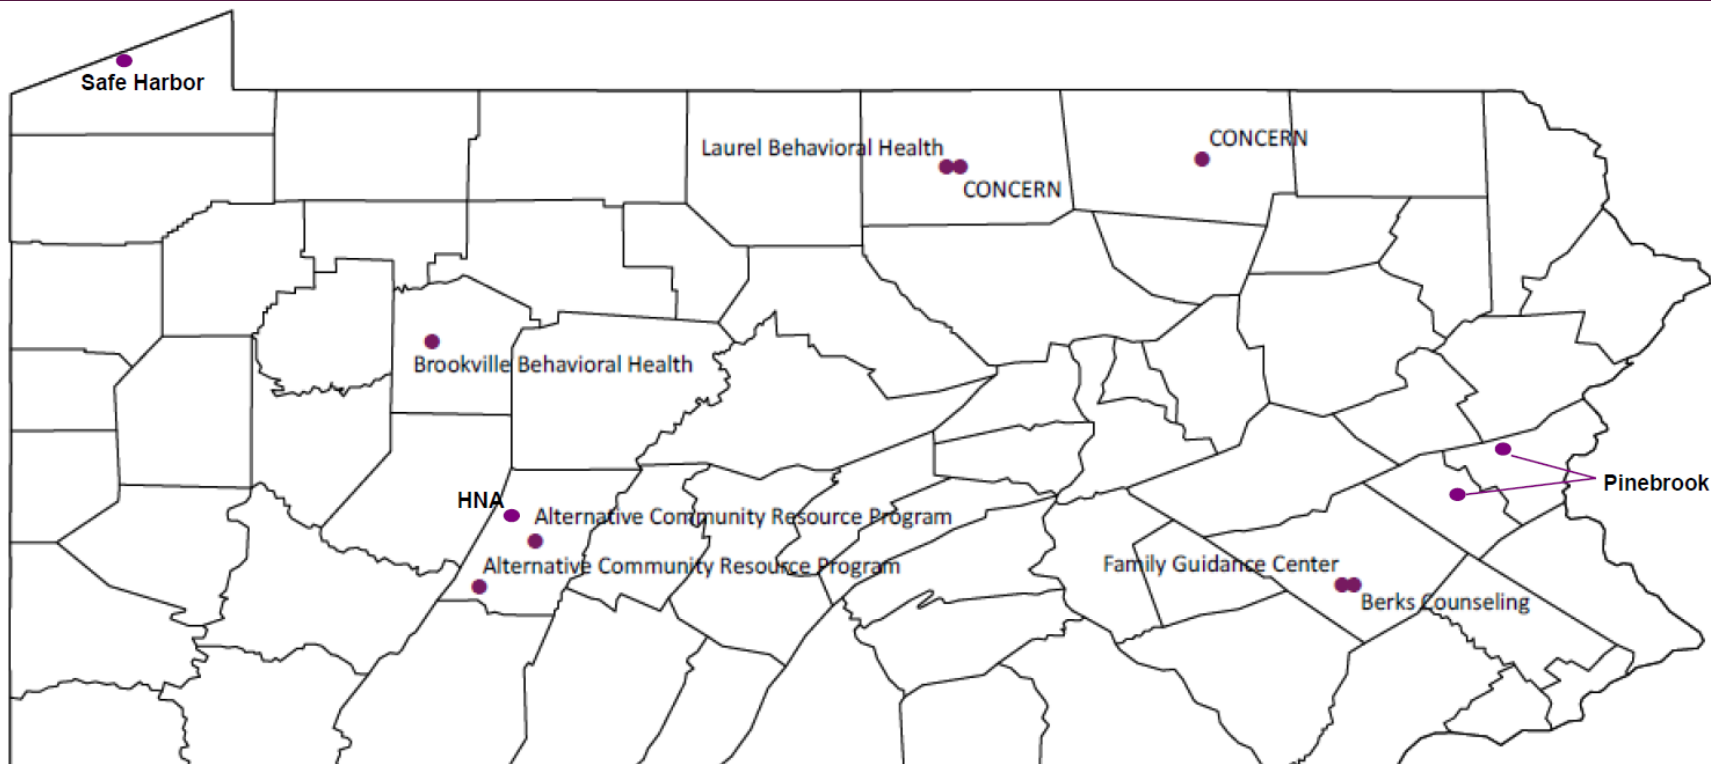 Safe Harbor
CONCERN
Laurel Behavioral Health
CONCERN
Brookville Behavioral Health
Pinebrook
HNA
Alternative Community Resource Program
Alternative Community Resource Program
Family Guidance Center
Berks Counseling